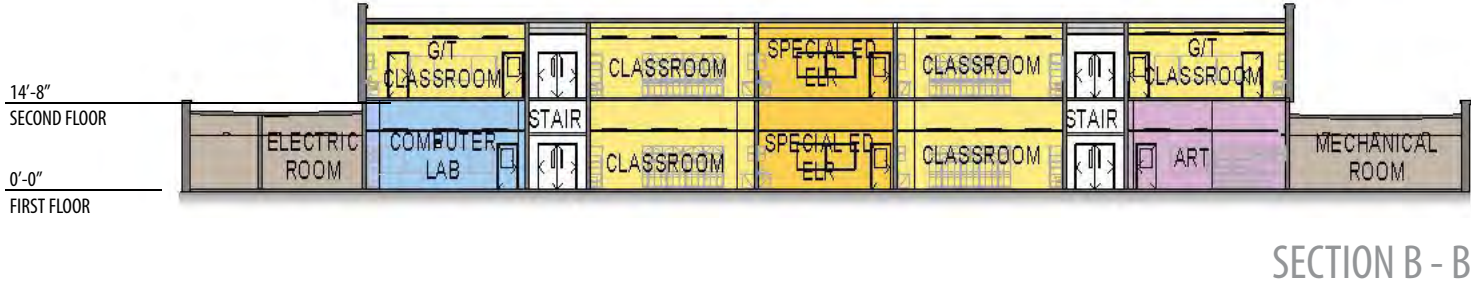 G/T
CLASSROOM
CLASSROOM
SPECIAL ED
ELR
CLASSROOM
G/T
CLASSROOM
14'-8"
SECOND FLOOR
STAIR
STAIR
ELECTRIC
ROOM
COMPUTER
LAB
CLASSROOM
SPECIAL ED
ELR
CLASSROOM
ART
MECHANICAL
ROOM
0'-0"
FIRST FLOOR
SECTION B - B